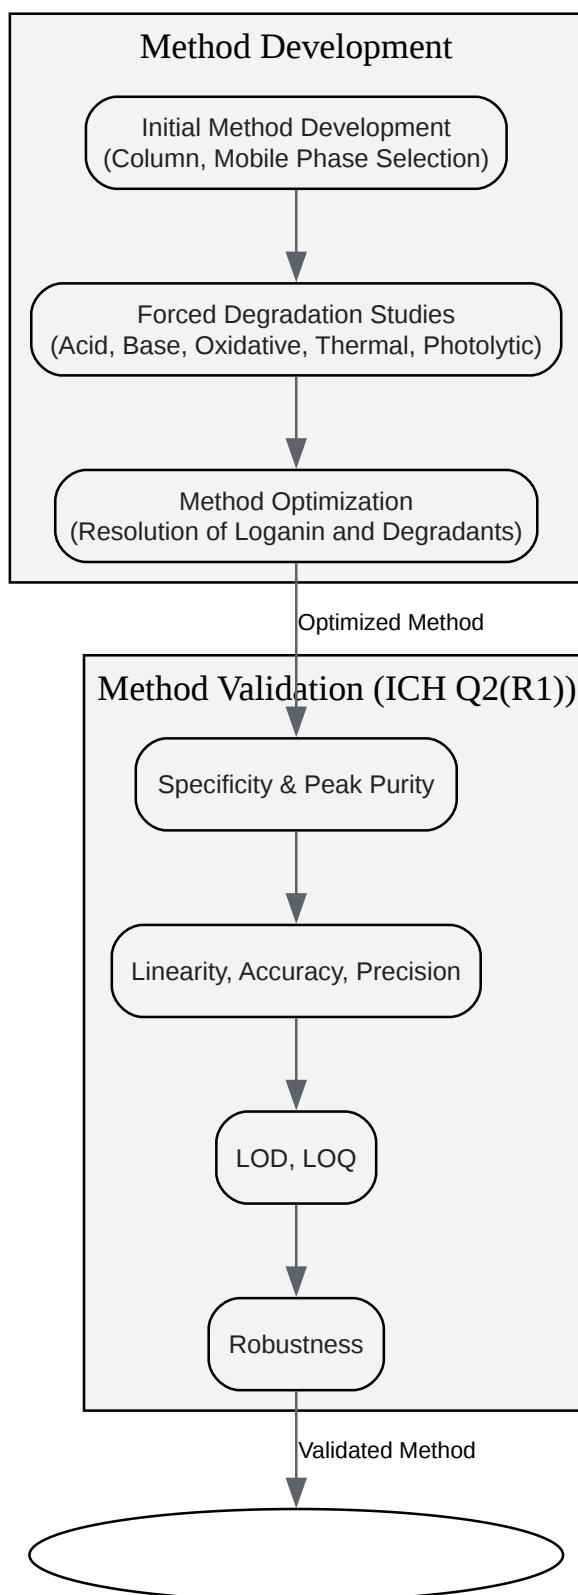 Method Development
Initial Method Development
(Column, Mobile Phase Selection)
Forced Degradation Studies
(Acid, Base, Oxidative, Thermal, Photolytic)
Method Optimization
(Resolution of Loganin and Degradants)
Optimized Method
Method Validation (ICH Q2(R1))
Specificity & Peak Purity
Linearity, Accuracy, Precision
LOD, LOQ
Robustness
Validated Method